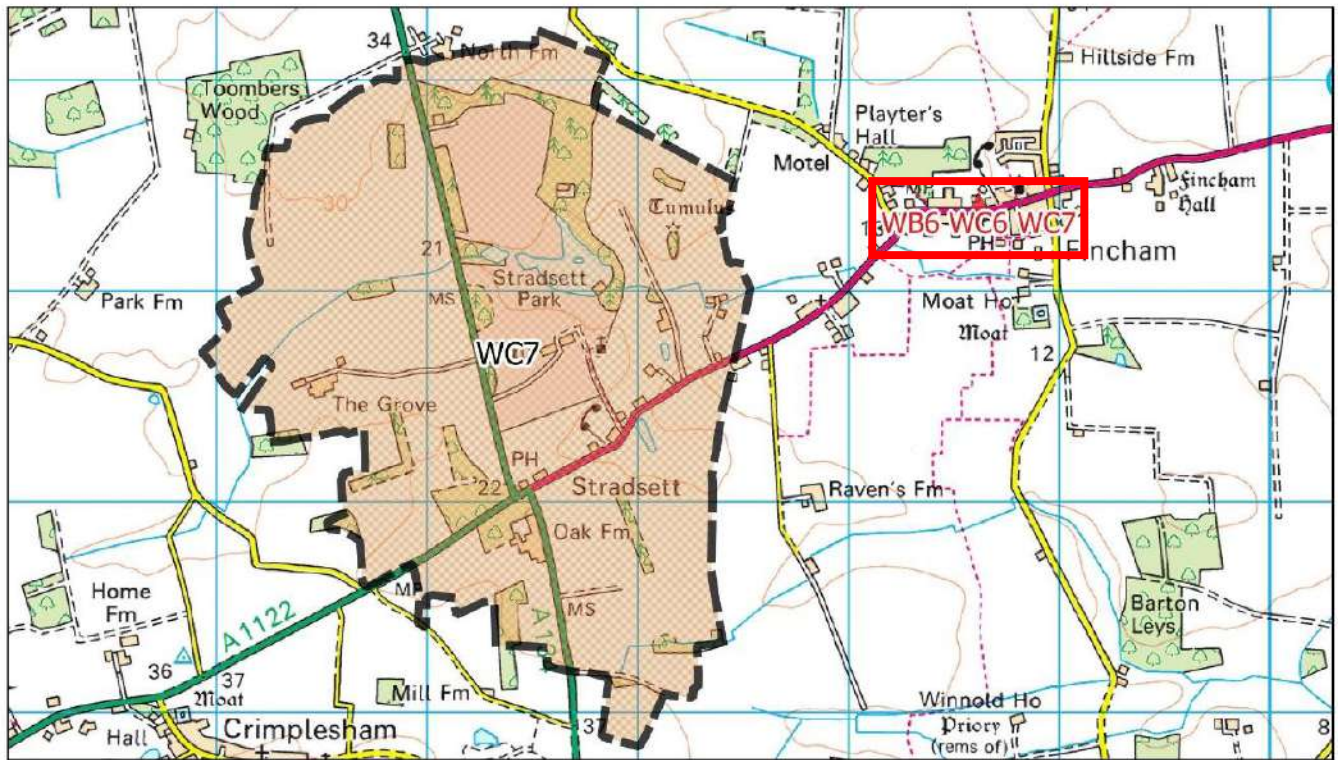 34
North Fm
Toombers
Wood
Hillside Fm
Playter's
Hall
Motel
Fincham
Hall
Tumulus
WB6-WC6 WC7
PH
Fincham
21
Stradsett
Park
MS
Park Fm
Moat Ho
Moat
12
WC7
The Grove
PH
22
Stradsett
Raven's Fm
Oak Fm
Home
Fm
MS
A1122
Barton
Leys
36
37
Moat
Mill Fm
Winnold Ho
Priory
(rems of)
Hall
Crimplesham
37
8